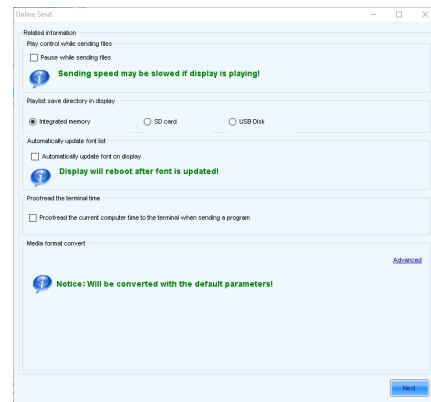 Online Send
Related information
Play control while sending files
Pause while sending files
Sending speed may be slowed if display is playing!
Playlist save directory in display
Integrated memory SD card USB Disk
Automatically update font list
Automatically update font on display
Display will reboot after font is updated!
Proofread the terminal time
Proofread the current computer time to the terminal when sending a program
Media format convert
Advanced
Notice: Will be converted with the default parameters!
Next